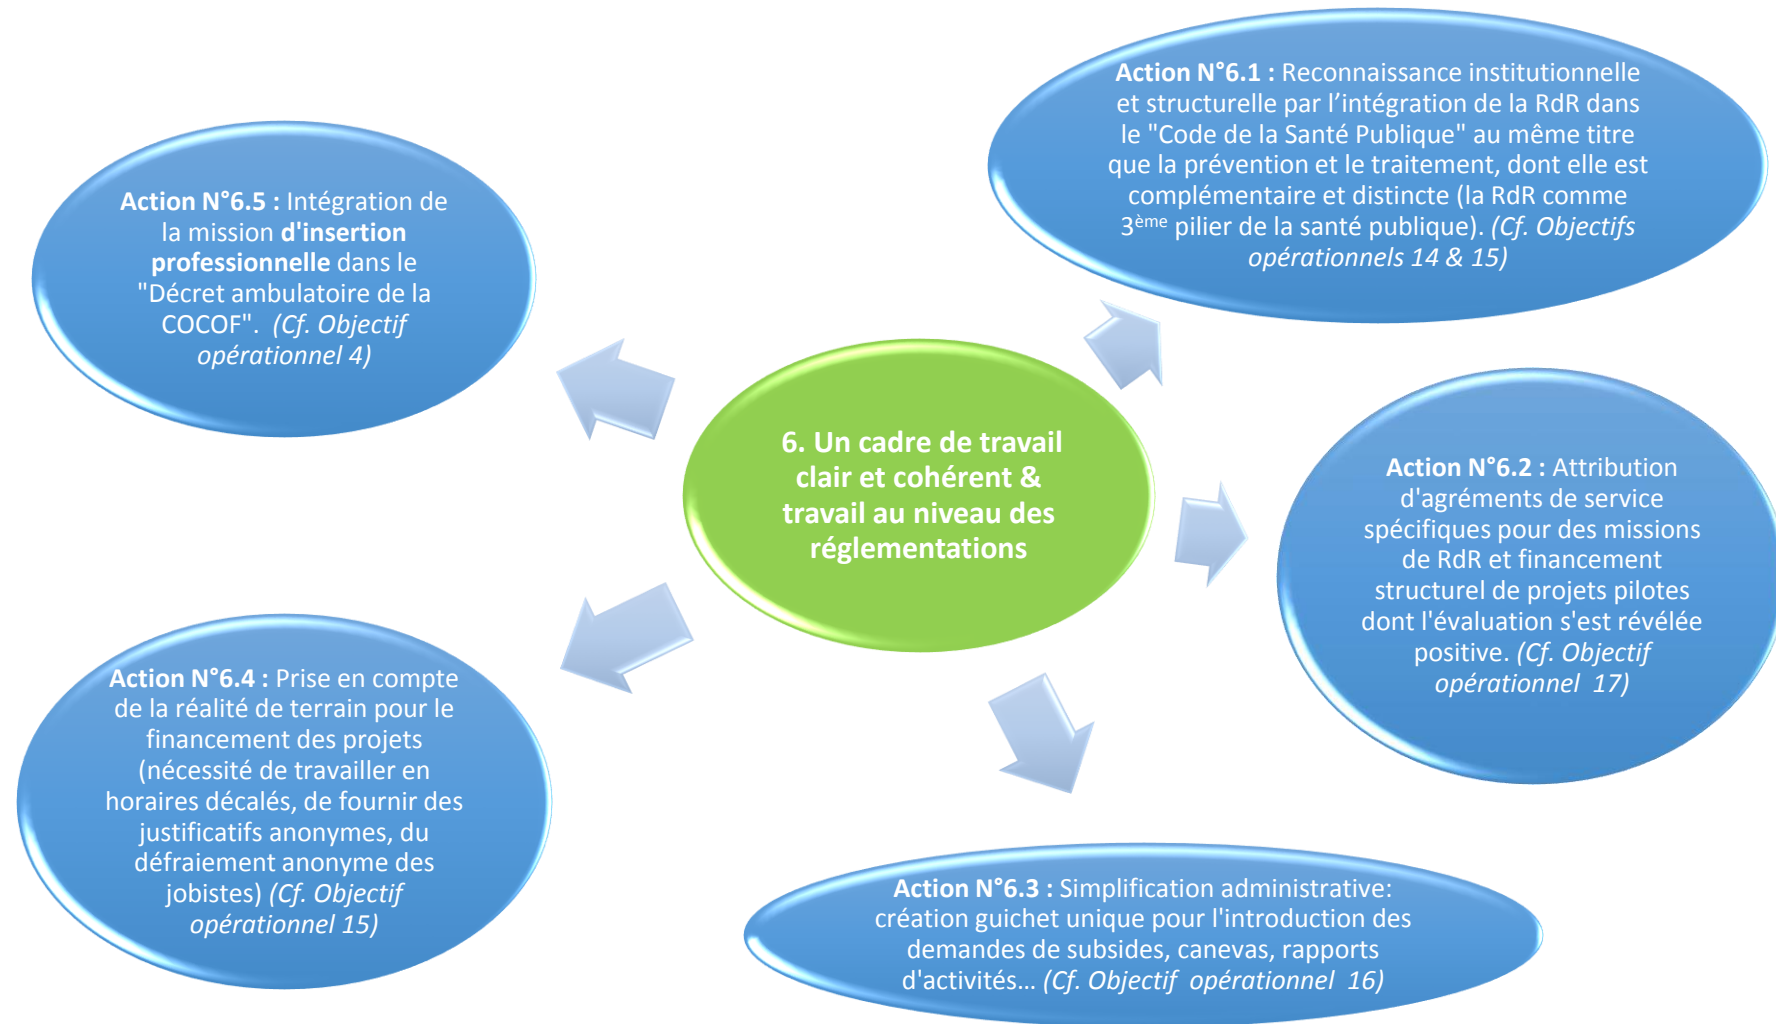 Action N°6.1 : Reconnaissance institutionnelle
et structurelle par l'intégration de la RdR dans
le "Code de la Santé Publique" au même titre
que la prévention et le traitement, dont elle est
complémentaire et distincte (la RdR comme
3ème pilier de la santé publique). (Cf. Objectifs
opérationnels 14 & 15)
Action N°6.5 : Intégration de
la mission d'insertion
professionnelle dans le
"Décret ambulatoire de la
COCOF".  (Cf. Objectif
opérationnel 4)
6. Un cadre de travail
clair et cohérent &
travail au niveau des
réglementations
Action N°6.2 : Attribution
d'agréments de service
spécifiques pour des missions
de RdR et financement
structurel de projets pilotes
dont l'évaluation s'est révélée
positive. (Cf. Objectif
opérationnel  17)
Action N°6.4 : Prise en compte
de la réalité de terrain pour le
financement des projets
(nécessité de travailler en
horaires décalés, de fournir des
justificatifs anonymes, du
défraiement anonyme des
jobistes) (Cf. Objectif
opérationnel 15)
Action N°6.3 : Simplification administrative:
création guichet unique pour l'introduction des
demandes de subsides, canevas, rapports
d'activités... (Cf. Objectif  opérationnel  16)